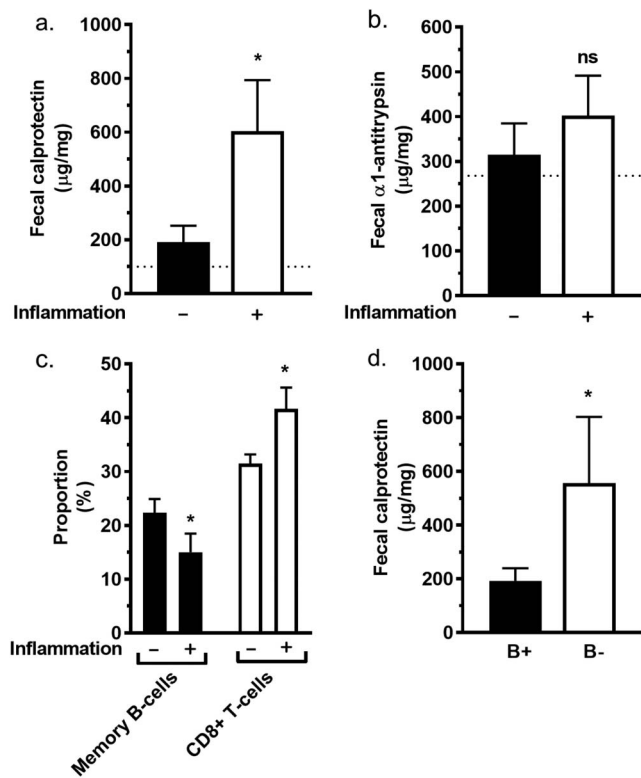 a.
Fecal calprotectin
(µg/mg)
1000
800
600
400
200
0
*
Inflammation
–
+
b.
Fecal α1-antitrypsin
(µg/mg)
600
500
400
300
200
100
0
ns
Inflammation
–
+
c.
Proportion
(%)
50
40
30
20
10
0
*
*
Inflammation
–
+
–
+
Memory B-cells
CD8+ T-cells
d.
Fecal calprotectin
(µg/mg)
1000
800
600
400
200
0
*
B+
B-